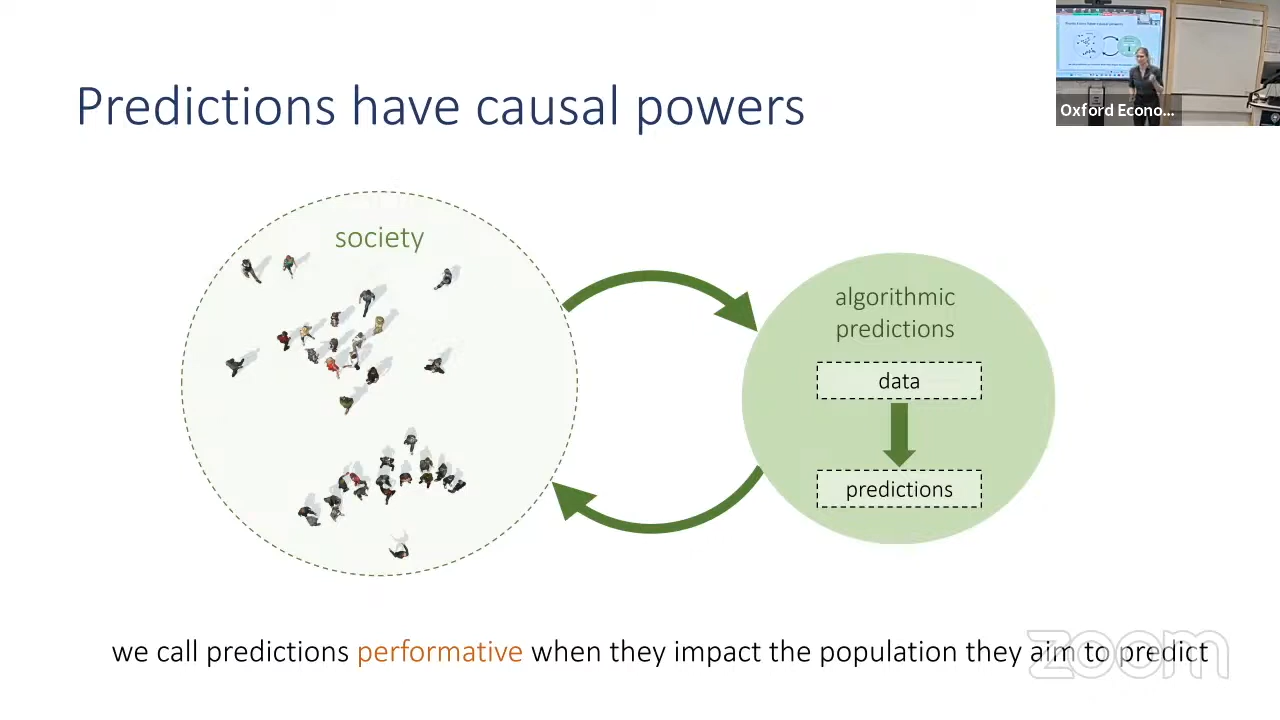 Predictions have causal powers
Oxford Econo...
society
algorithmic
predictions
data
predictions
we call predictions performative when they impact the population they aim to predict
zoom